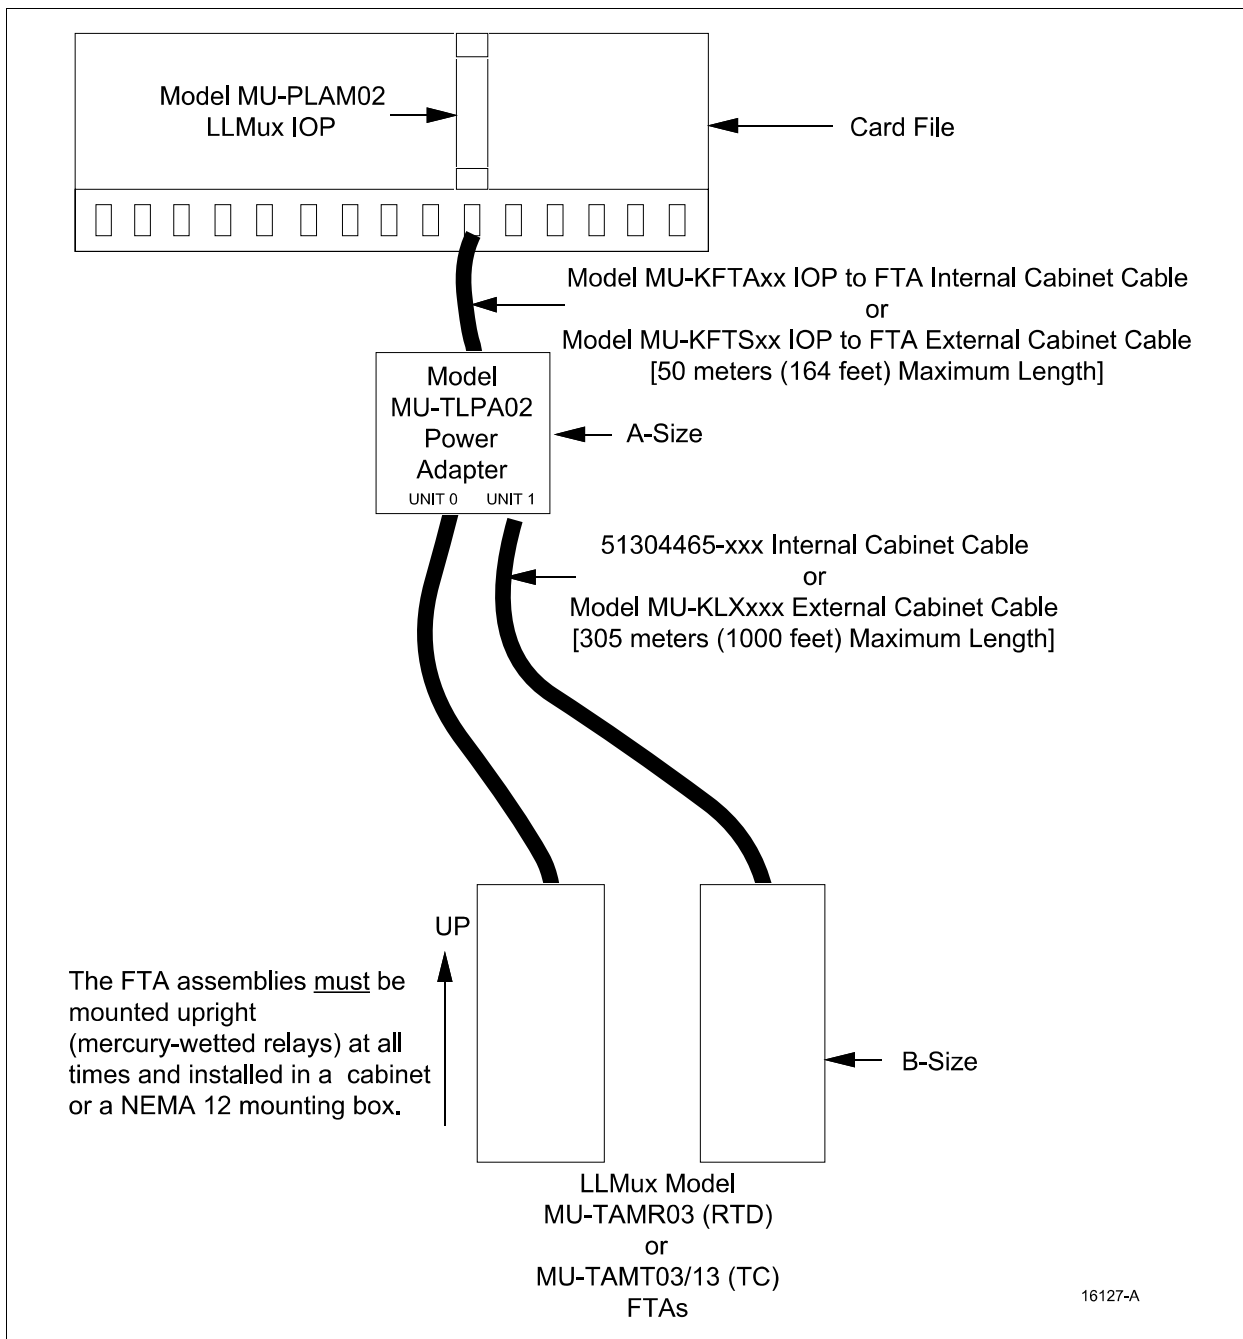 Model MU-PLAM02
LLMux IOP
Card File
Model MU-KFTAxx IOP to FTA Internal Cabinet Cable
or
Model MU-KFTSxx IOP to FTA External Cabinet Cable
[50 meters (164 feet) Maximum Length]
Model
MU-TLPA02
Power
Adapter
UNIT 0 UNIT 1
A-Size
51304465-xxx Internal Cabinet Cable
or
Model MU-KLXxxx External Cabinet Cable
[305 meters (1000 feet) Maximum Length]
UP
The FTA assemblies must be
mounted upright
(mercury-wetted relays) at all
times and installed in a cabinet
or a NEMA 12 mounting box.
B-Size
LLMux Model
MU-TAMR03 (RTD)
or
MU-TAMT03/13 (TC)
FTAs
16127-A